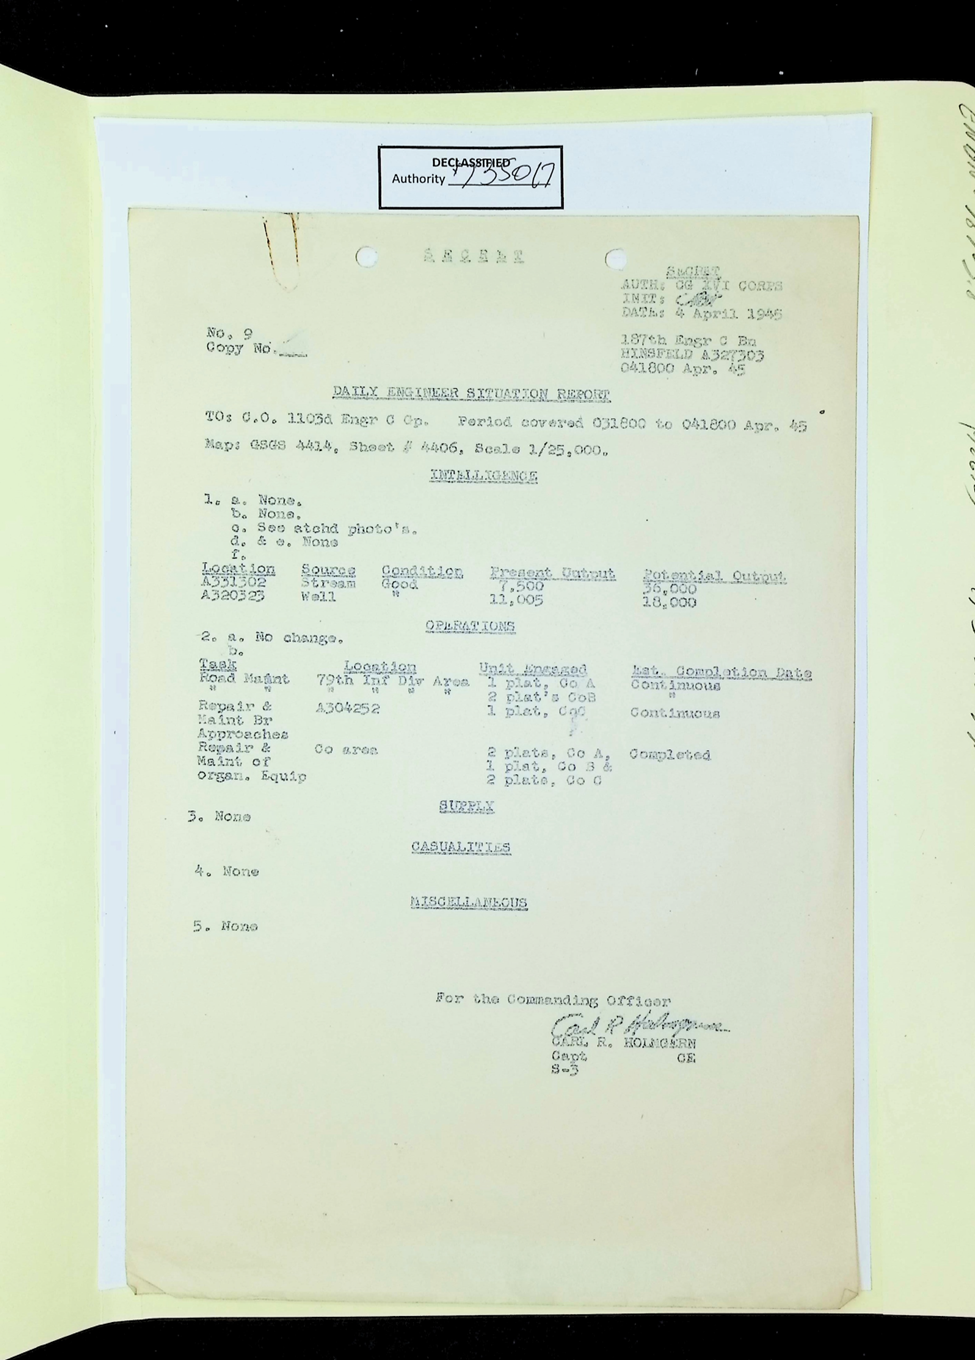 DECLASSIFIED
Authority 735017
SECRET
SECRET
AUTH: CG XVI CORPS
INIT:
DATE: 4 April 1945
No. 9
Copy No.
187th Engr C Bn
HINSFELD A327303
041800 Apr. 45
DAILY ENGINEER SITUATION REPORT
TO: C.O. 1103d Engr C Gp. Period covered 031800 to 041800 Apr. 45
Map: GSGS 4414, Sheet # 4406, Scale 1/25,000.
INTELLIGENCE
1. a. None.
b. None.
c. See atchd photo's.
d. & e. None
f.
Location Source Condition Present Output Potential Output
A331302 Stream Good 7,500 36,000
A320323 Well " 11,005 18,000
OPERATIONS
2. a. No change.
b.
Task Location Unit Engaged Est. Completion Date
Road Maint 79th Inf Div Area 1 plat, Co A Continuous
" " " " " " 2 plat's CoB "
Repair & A304252 1 plat, CoC Continuous
Maint Br
Approaches
Repair & Co area 2 plats, Co A, Completed
Maint of 1 plat, Co B &
organ. Equip 2 plats, Co C
SUPPLY
3. None
CASUALITIES
4. None
MISCELLANEOUS
5. None
For the Commanding Officer
Carl R Holmgren
CARL R. HOLMGERN
Capt CE
S-3